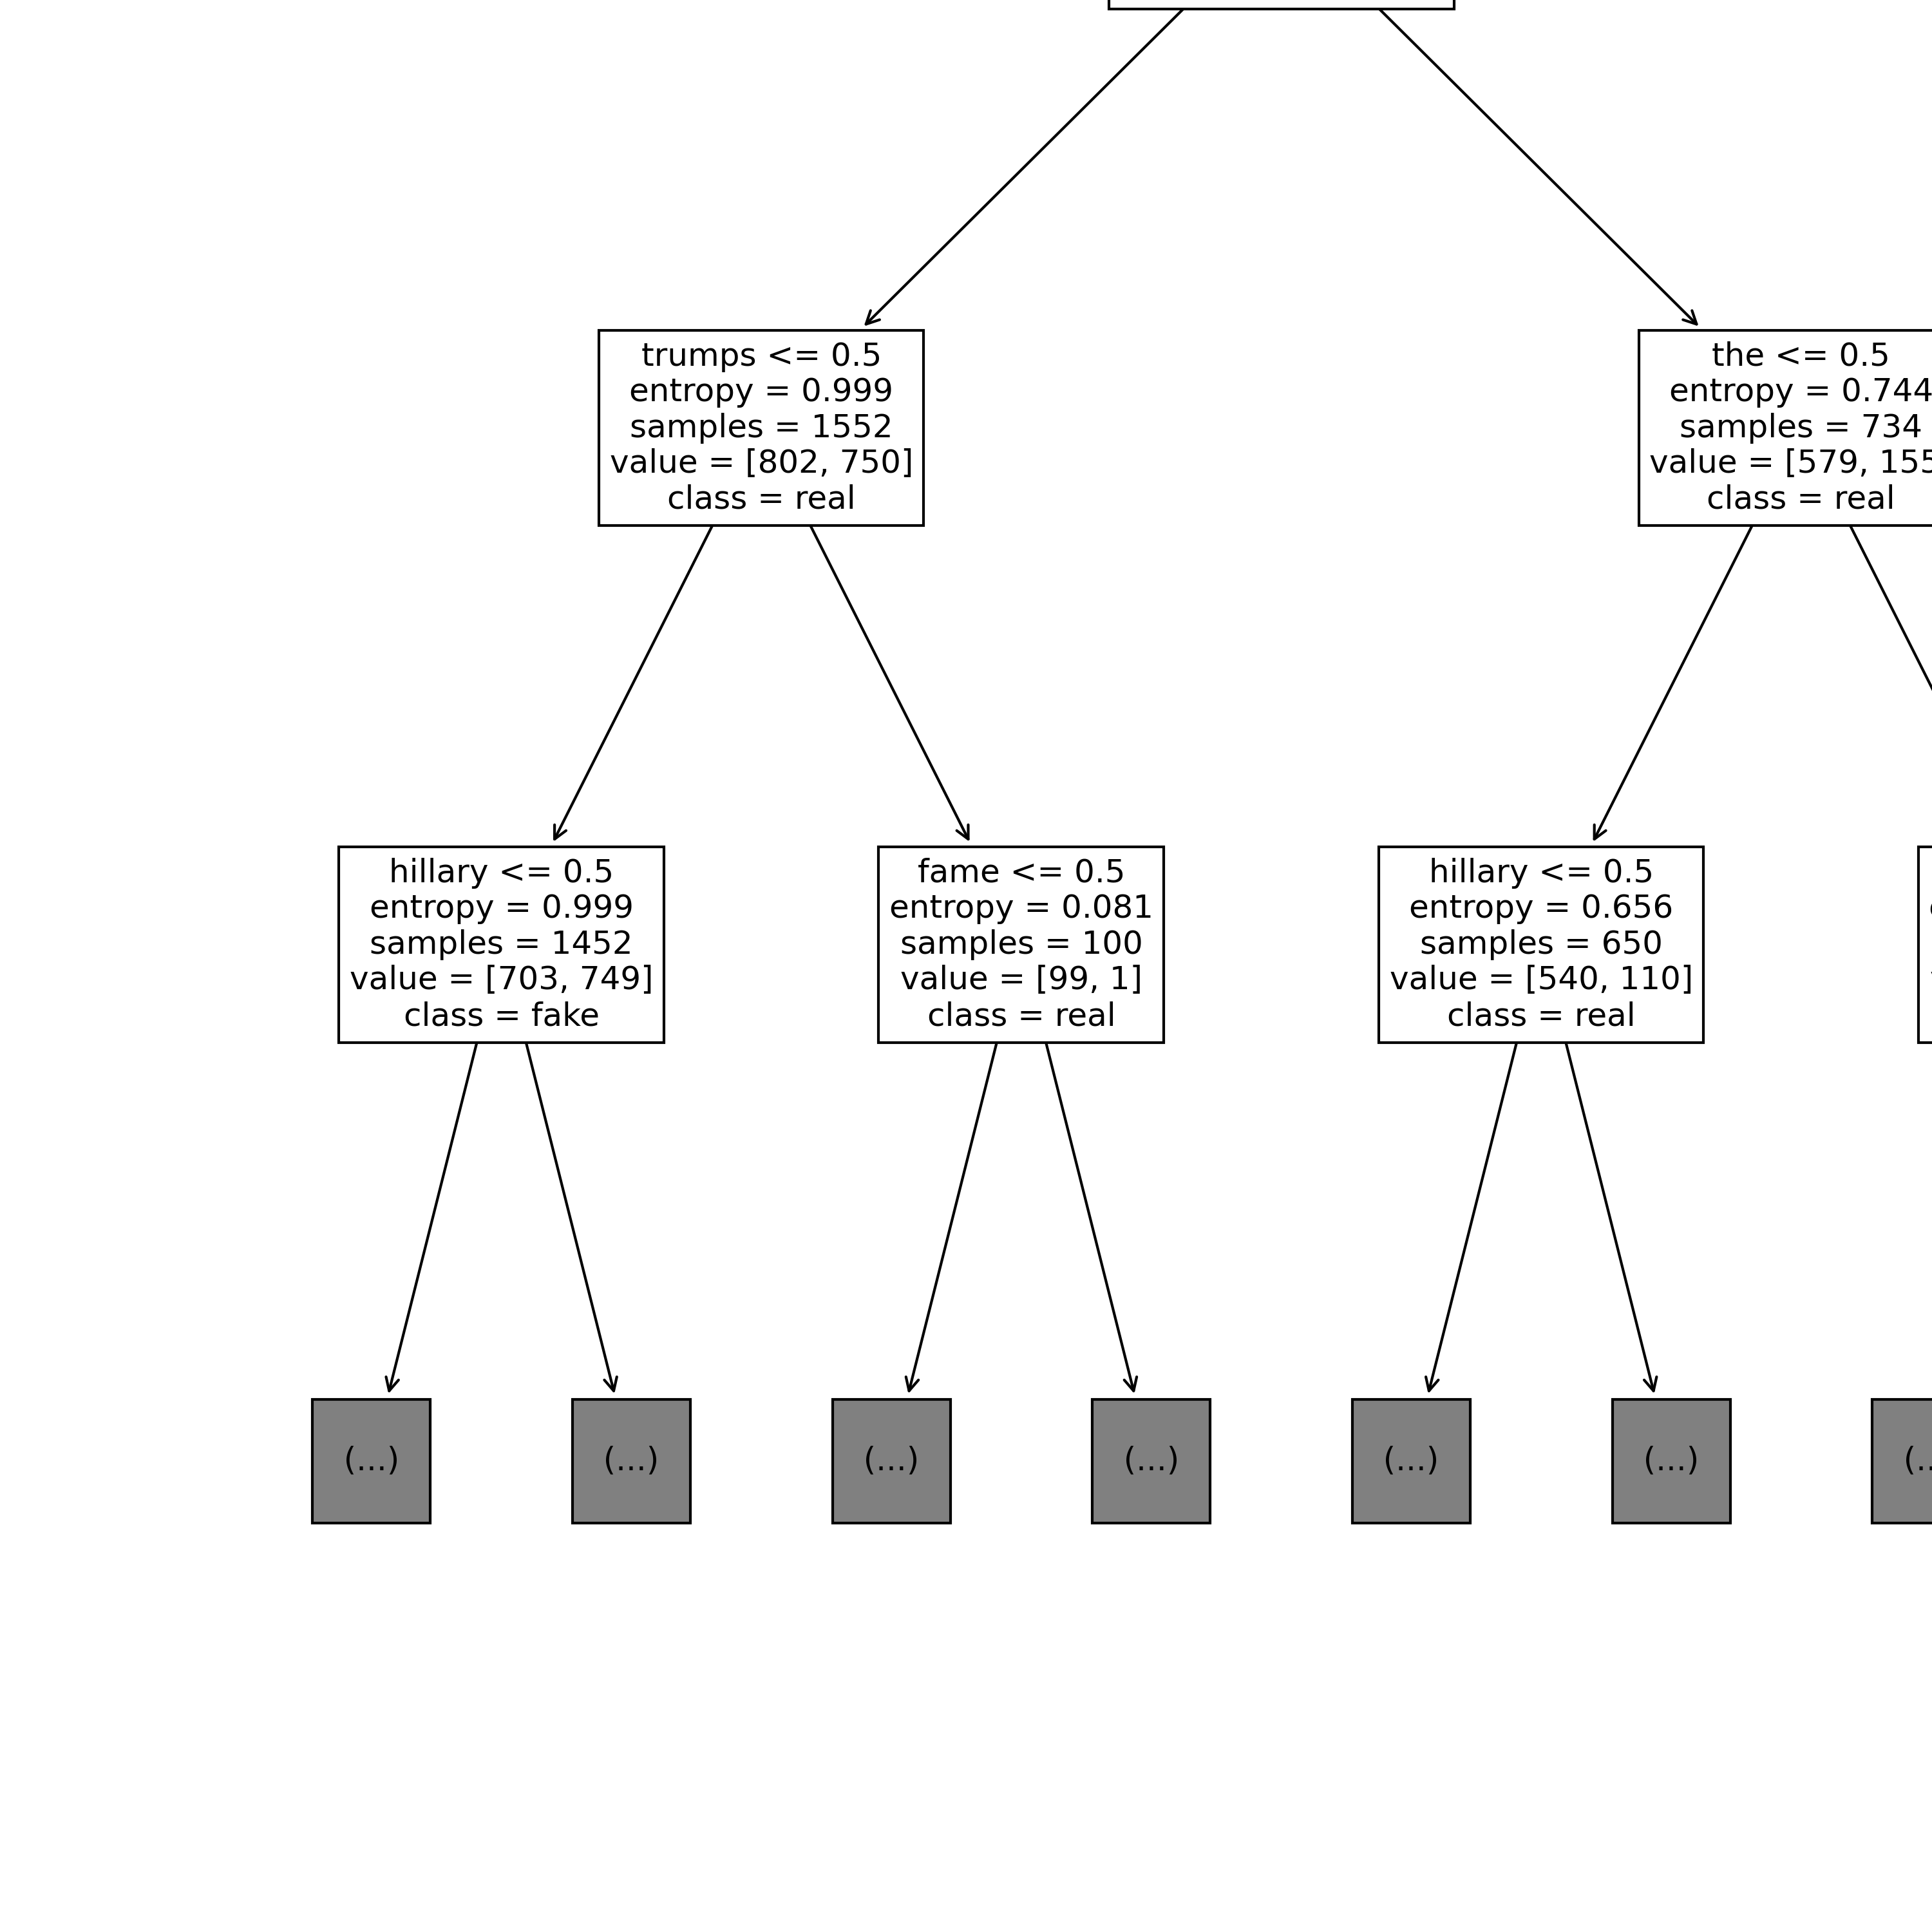 trumps <= 0.5
entropy = 0.999
samples = 1552
value = [802, 750]
class = real
the <= 0.5
entropy = 0.744
samples = 734
value = [579, 155
class = real
hillary <= 0.5
entropy = 0.999
samples = 1452
value = [703, 749]
class = fake
fame <= 0.5
entropy = 0.081
samples = 100
value = [99, 1]
class = real
hillary <= 0.5
entropy = 0.656
samples = 650
value = [540, 110]
class = real
(...)
(...)
(...)
(...)
(...)
(...)
(..